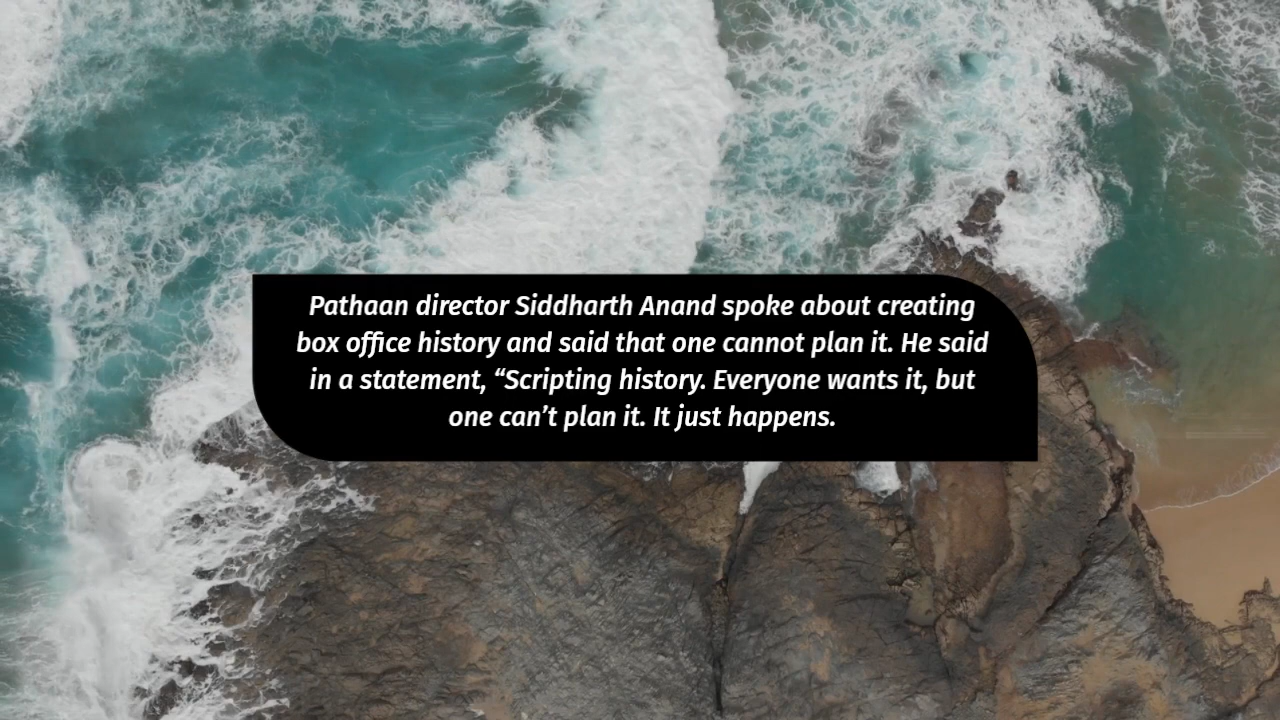 Pathaan director Siddharth Anand spoke about creating
box office history and said that one cannot plan it. He said
in a statement, “Scripting history. Everyone wants it, but
one can’t plan it. It just happens.